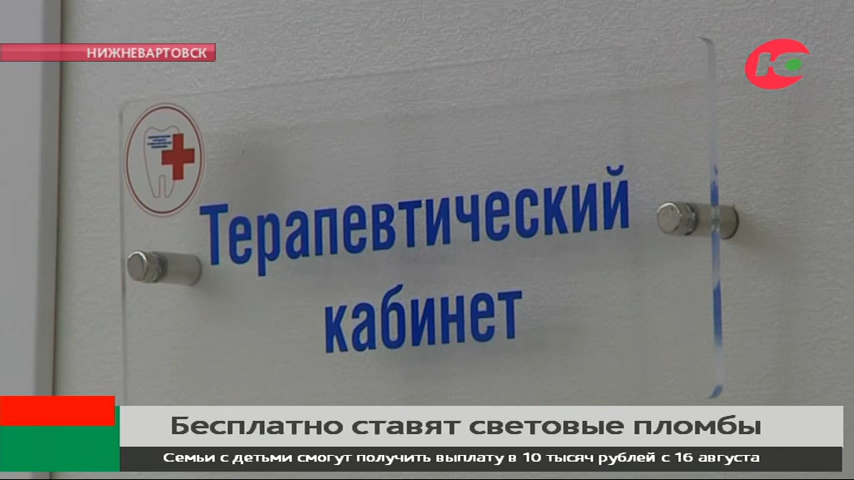 НИЖНЕВАРТОВСК
Ю
Терапевтический
кабинет
Бесплатно ставят световые пломбы
Семьи с детьми смогут получить выплату в 10 тысяч рублей с 16 августа